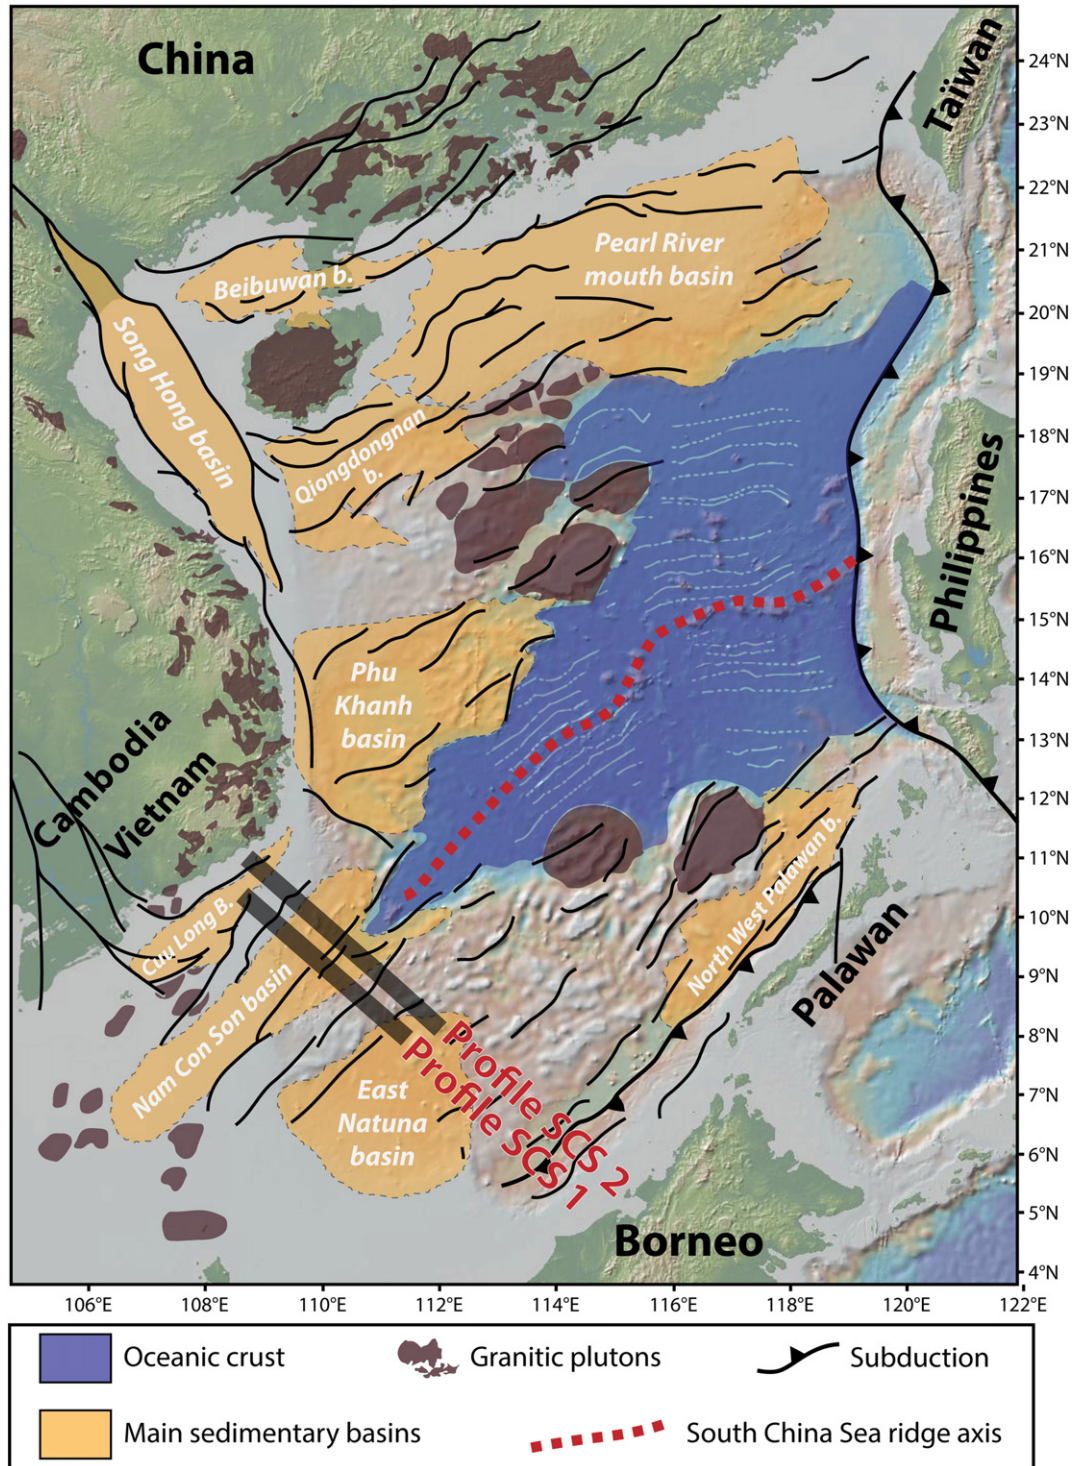 China
Taïwan
24°N
23°N
22°N
21°N
20°N
19°N
18°N
17°N
16°N
15°N
14°N
13°N
12°N
11°N
10°N
9°N
8°N
7°N
6°N
5°N
4°N
Pearl River
mouth basin
Beibuwan b.
Song Hong basin
Qiongdongnan
b.
Philippines
Phu
Khanh
basin
Cambodia
Vietnam
Cuu Long B.
Nam Con Son basin
North West Palawan b.
Palawan
East
Natuna
basin
Profile SCS 2
Profile SCS 1
Borneo
106°E
108°E
110°E
112°E
114°E
116°E
118°E
120°E
122°E
Oceanic crust
Granitic plutons
Subduction
Main sedimentary basins
South China Sea ridge axis